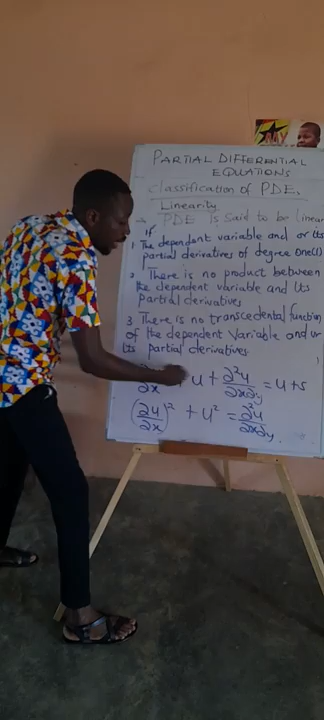 PARTIAL DIFFERENTIAL
EQUATIONS
Classification of PDE.
Linearity
PDE Is said to be linear
If
1. The dependant variable and or Its
partial derivatives of degree One(1)
2. There is no product between
the dependent variable and Its
Partial derivatives
3. There is no transcedental function
of the dependent Variable and or
Its partial derivatives.
∂x u + ∂²u/∂x∂y = u+s
(∂u/∂x)² + u² = ∂²u/∂x∂y